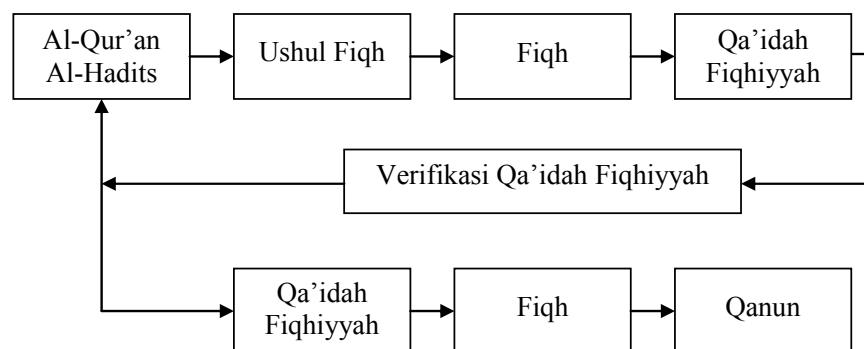 Al-Qur’an
Al-Hadits
Ushul Fiqh
Fiqh
Qa’idah
Fiqhiyyah
Verifikasi Qa’idah Fiqhiyyah
Qa’idah
Fiqhiyyah
Fiqh
Qanun